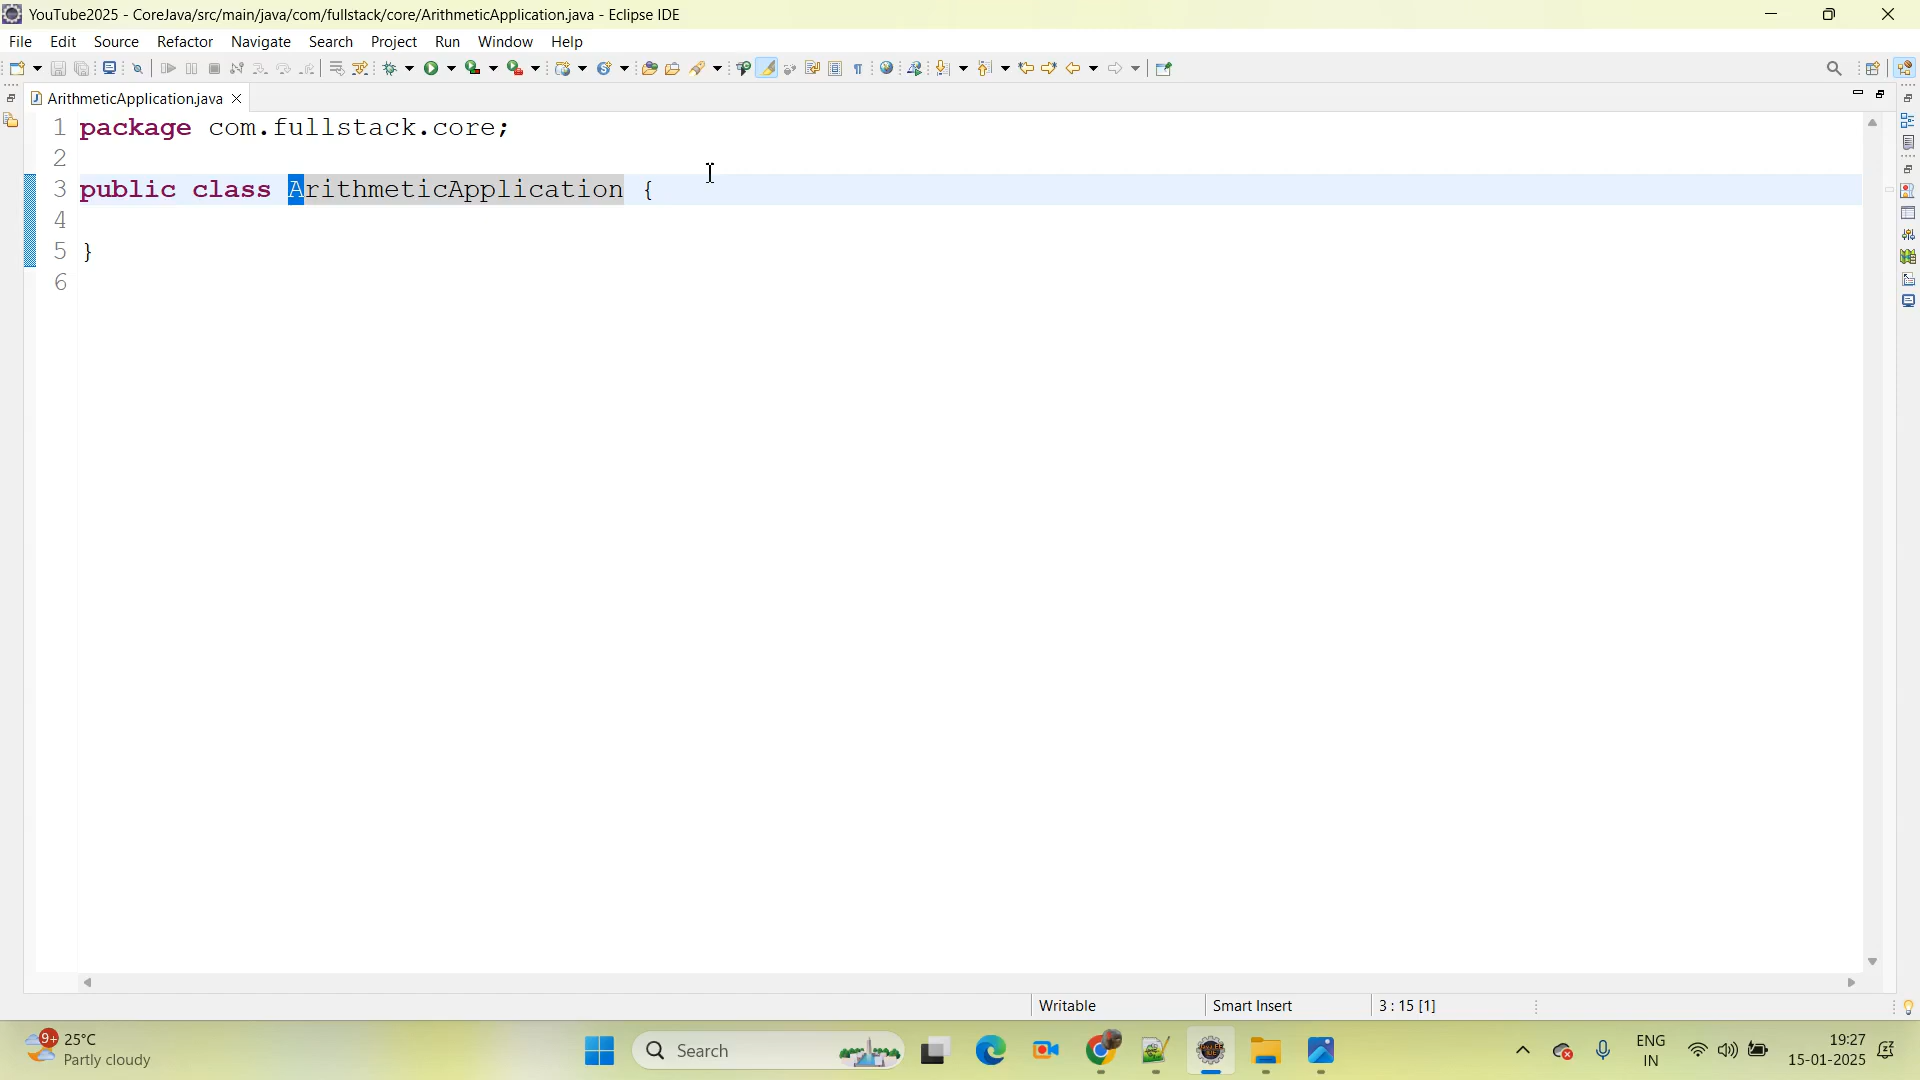 YouTube2025 - CoreJava/src/main/java/com/fullstack/core/ArithmeticApplication.java - Eclipse IDE
File Edit Source Refactor Navigate Search Project Run Window Help
ArithmeticApplication.java
1 package com.fullstack.core;
2
3 public class ArithmeticApplication {
4
5 }
6
Writable Smart Insert 3 : 15 [1]
9+ 25°C
Partly cloudy
Search
ENG
IN
19:27
15-01-2025